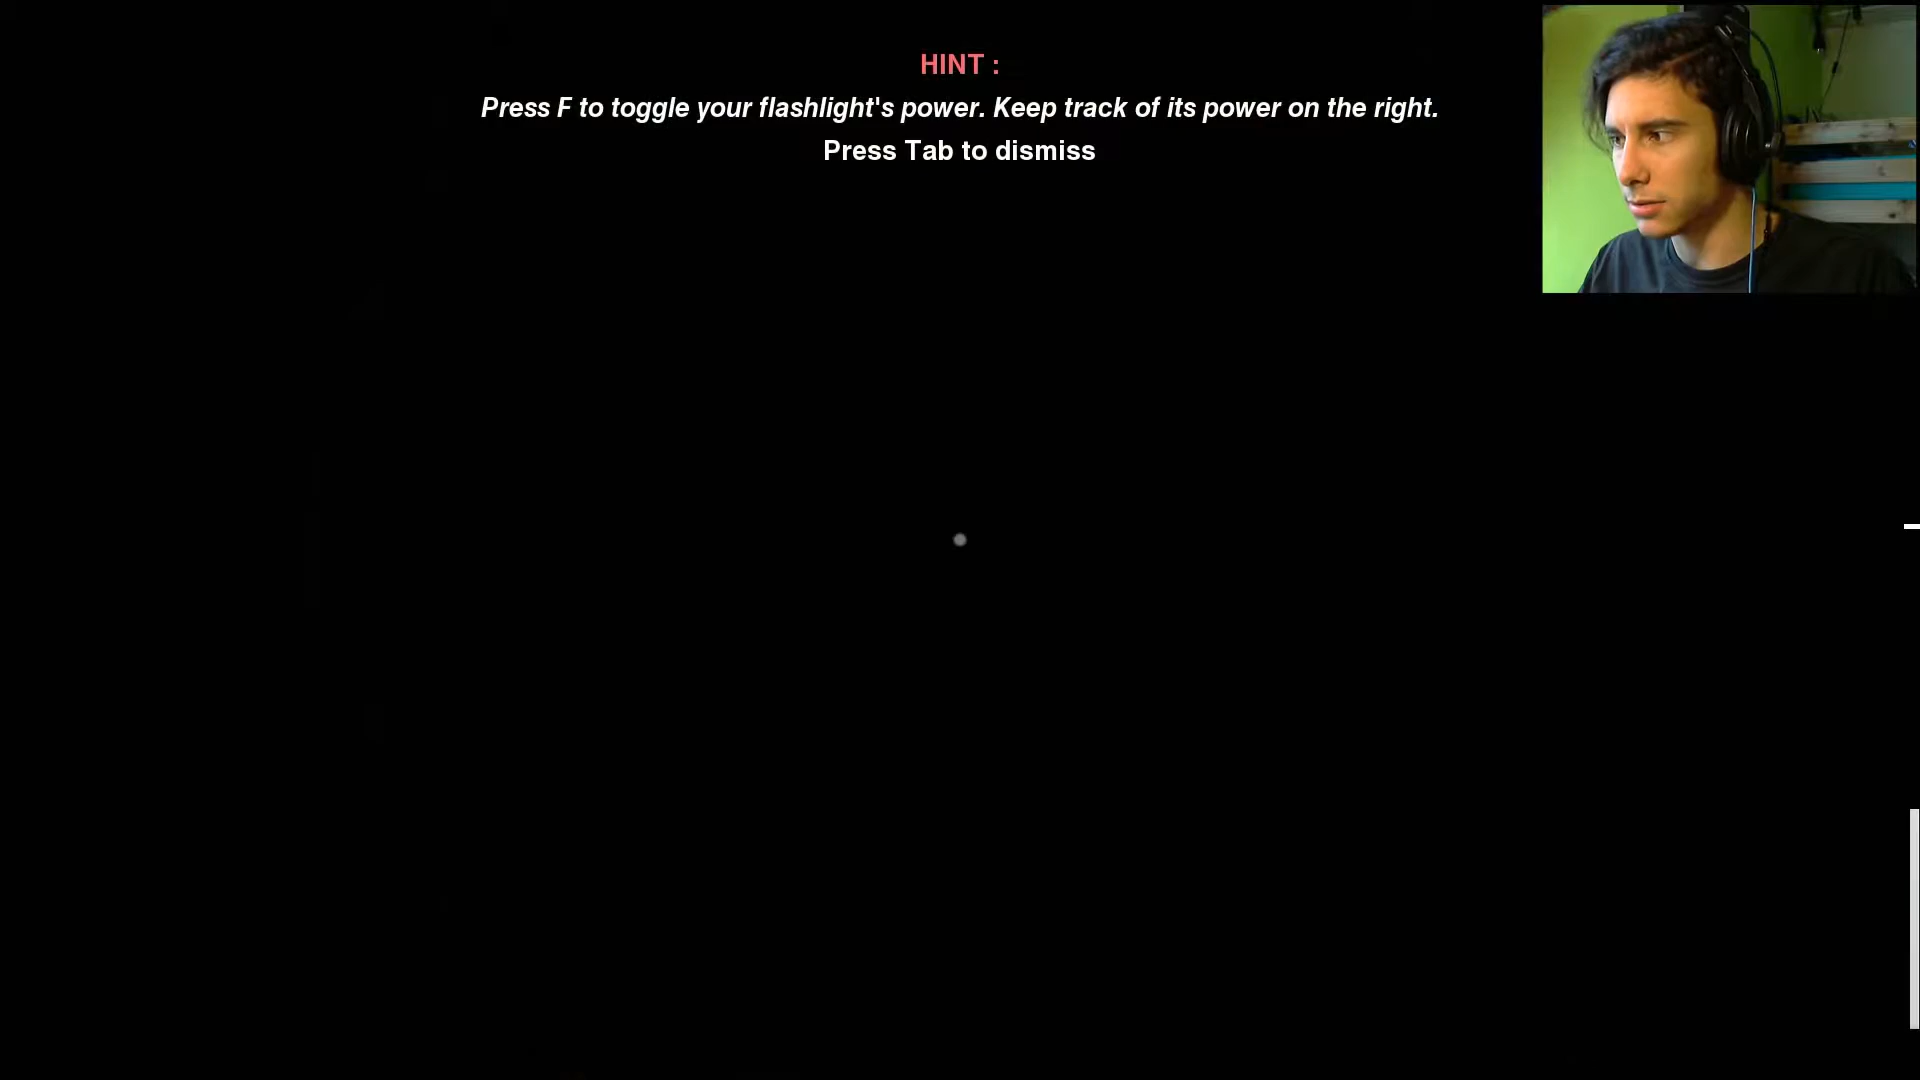 HINT :
Press F to toggle your flashlight's power. Keep track of its power on the right.
Press Tab to dismiss